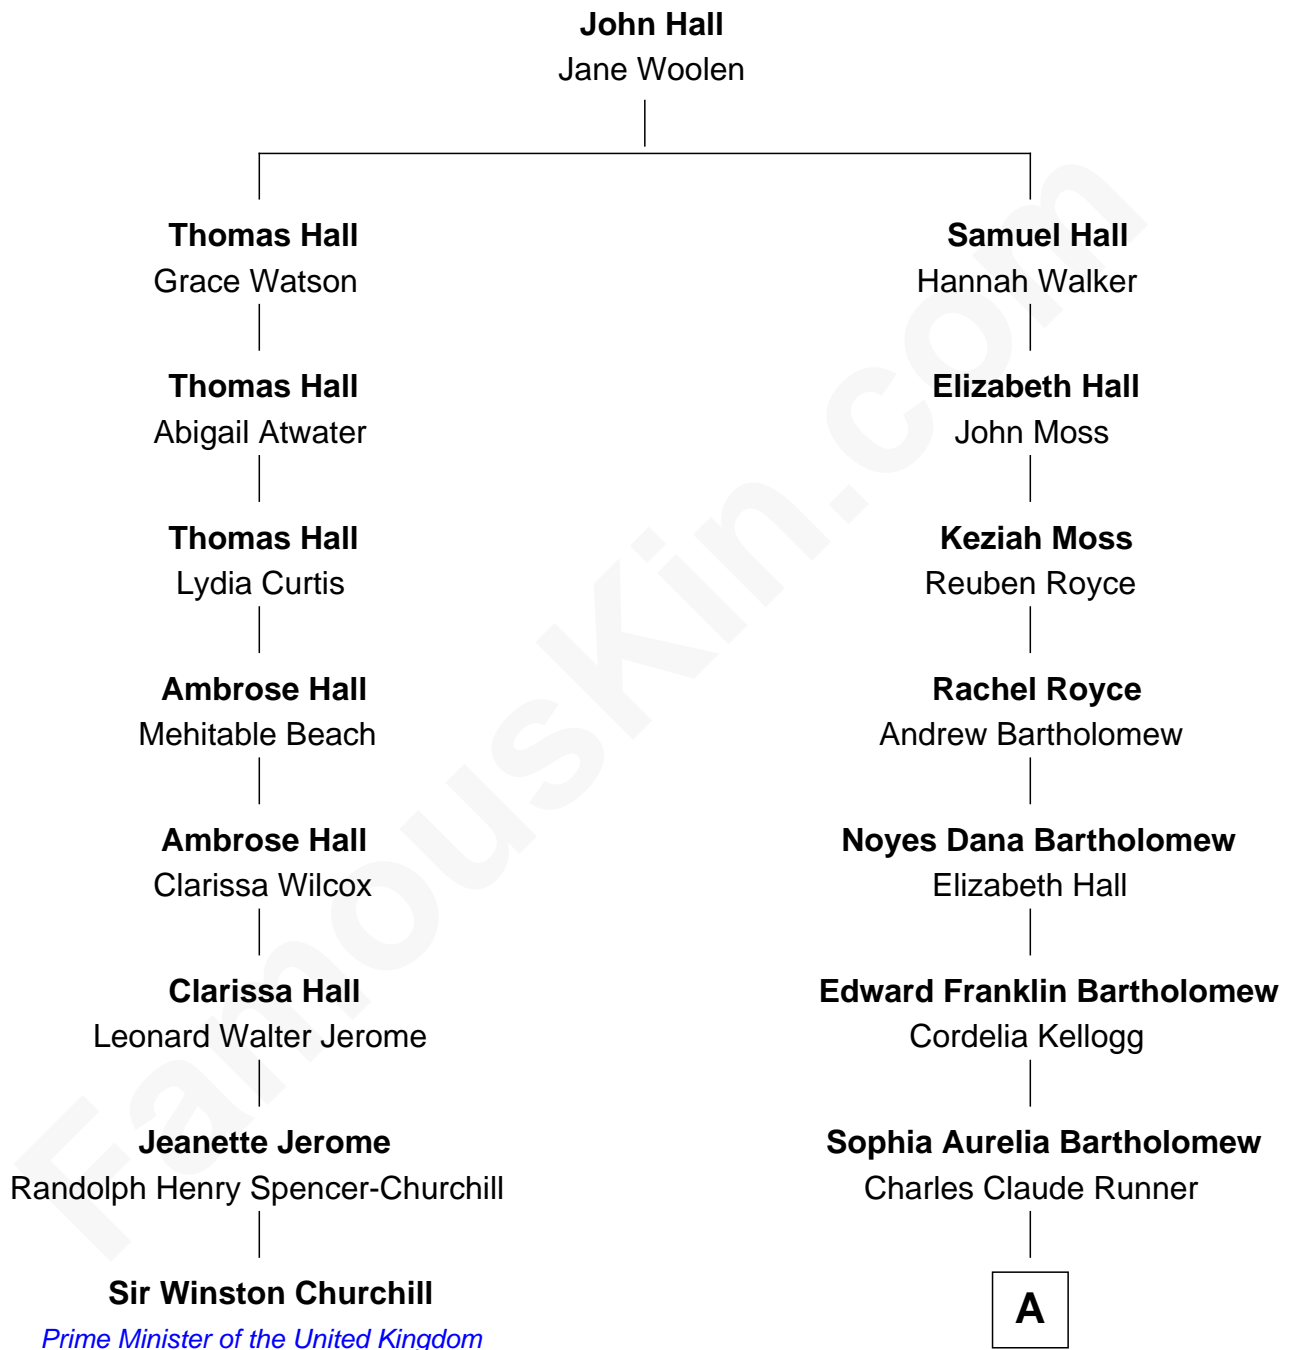 John Hall
Jane Woolen
Thomas Hall
Grace Watson
Thomas Hall
Abigail Atwater
Thomas Hall
Lydia Curtis
Ambrose Hall
Mehitable Beach
Ambrose Hall
Clarissa Wilcox
Clarissa Hall
Leonard Walter Jerome
Jeanette Jerome
Randolph Henry Spencer-Churchill
Sir Winston Churchill
Prime Minister of the United Kingdom
Samuel Hall
Hannah Walker
Elizabeth Hall
John Moss
Keziah Moss
Reuben Royce
Rachel Royce
Andrew Bartholomew
Noyes Dana Bartholomew
Elizabeth Hall
Edward Franklin Bartholomew
Cordelia Kellogg
Sophia Aurelia Bartholomew
Charles Claude Runner
A
FamousKin.com